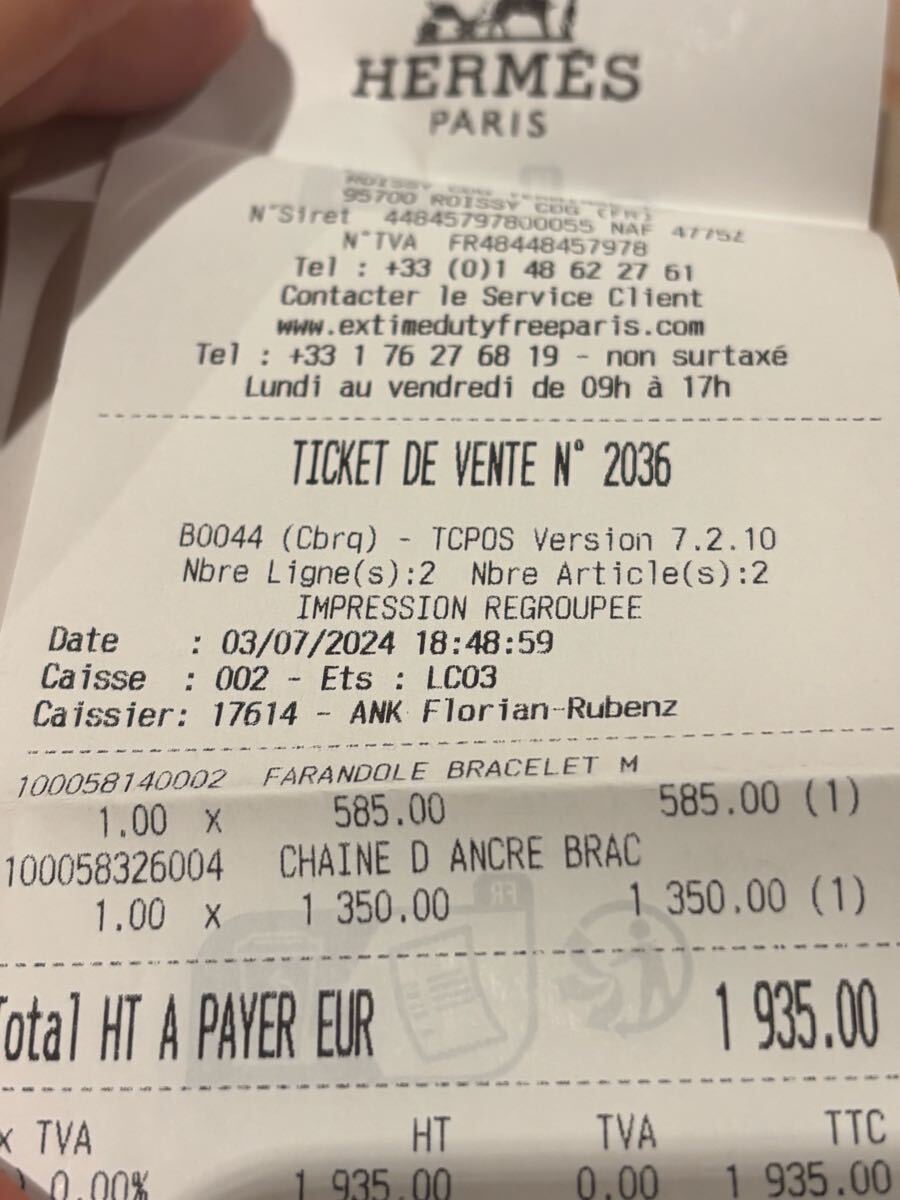 HERMÈS
PARIS
ROISSY CDG
95700 ROISSY CDG (FR)
N°Siret 44845797800055 NAF 4775Z
N°TVA FR48448457978
Tel : +33 (0)1 48 62 27 61
Contacter le Service Client
www.extimedutyfreeparis.com
Tel : +33 1 76 27 68 19 - non surtaxé
Lundi au vendredi de 09h à 17h
TICKET DE VENTE N° 2036
B0044 (Cbrq) - TCPOS Version 7.2.10
Nbre Ligne(s):2 Nbre Article(s):2
IMPRESSION REGROUPEE
Date : 03/07/2024 18:48:59
Caisse : 002 - Ets : LC03
Caissier: 17614 - ANK Florian-Rubenz
100058140002 FARANDOLE BRACELET M
1.00 x 585.00 585.00 (1)
100058326004 CHAINE D ANCRE BRAC
1.00 x 1 350.00 1 350.00 (1)
FR
Total HT A PAYER EUR 1 935.00
x TVA HT TVA TTC
) 0.00% 1 935.00 0.00 1 935.00